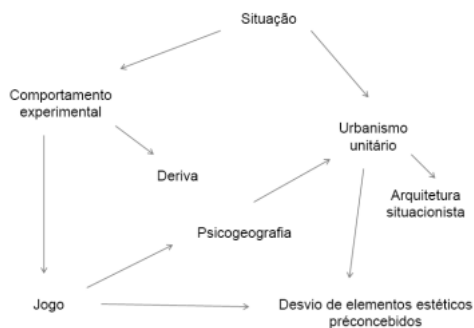 Situação
Comportamento
experimental
Urbanismo
unitário
Deriva
Arquitetura
situacionista
Psicogeografia
Jogo
Desvio de elementos estéticos
préconcebidos